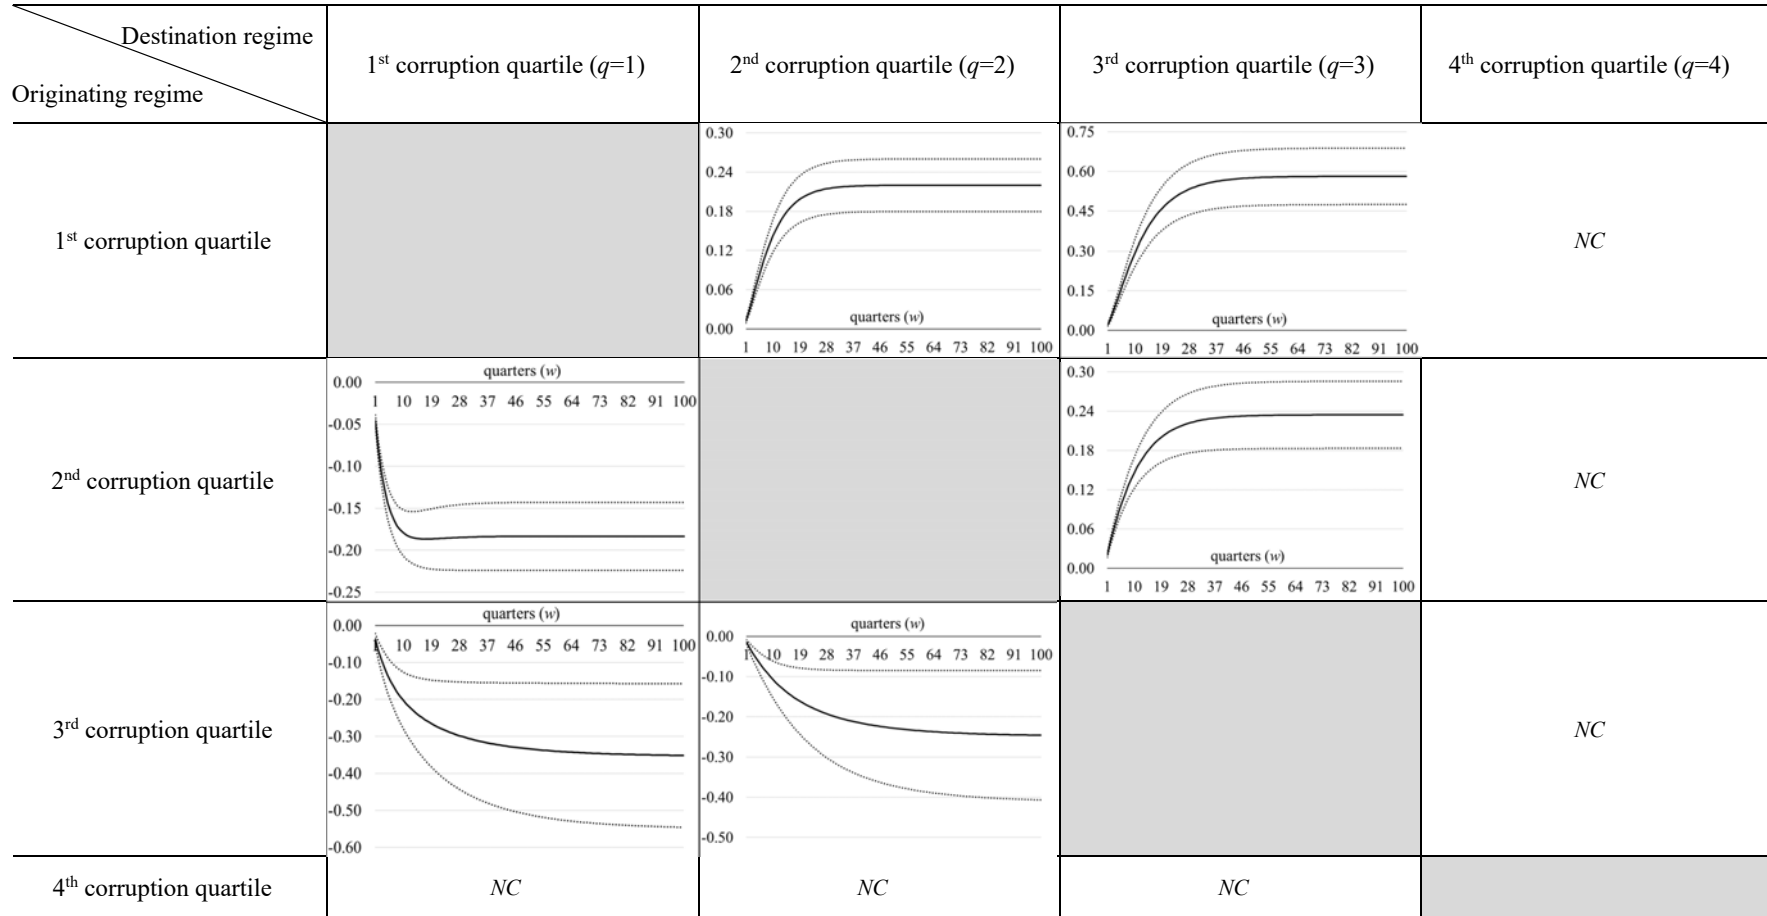 Destination regime
Originating regime
1st corruption quartile (q=1)
2nd corruption quartile (q=2)
3rd corruption quartile (q=3)
4th corruption quartile (q=4)
1st corruption quartile
0.30
0.24
0.18
0.12
0.06
0.00
quarters (w)
1 10 19 28 37 46 55 64 73 82 91 100
0.75
0.60
0.45
0.30
0.15
0.00
quarters (w)
1 10 19 28 37 46 55 64 73 82 91 100
NC
2nd corruption quartile
quarters (w)
0.00
1 10 19 28 37 46 55 64 73 82 91 100
-0.05
-0.10
-0.15
-0.20
-0.25
0.30
0.24
0.18
0.12
0.06
0.00
quarters (w)
1 10 19 28 37 46 55 64 73 82 91 100
NC
3rd corruption quartile
quarters (w)
0.00
10 19 28 37 46 55 64 73 82 91 100
-0.10
-0.20
-0.30
-0.40
-0.50
-0.60
quarters (w)
0.00
1 10 19 28 37 46 55 64 73 82 91 100
-0.10
-0.20
-0.30
-0.40
-0.50
NC
4th corruption quartile
NC
NC
NC